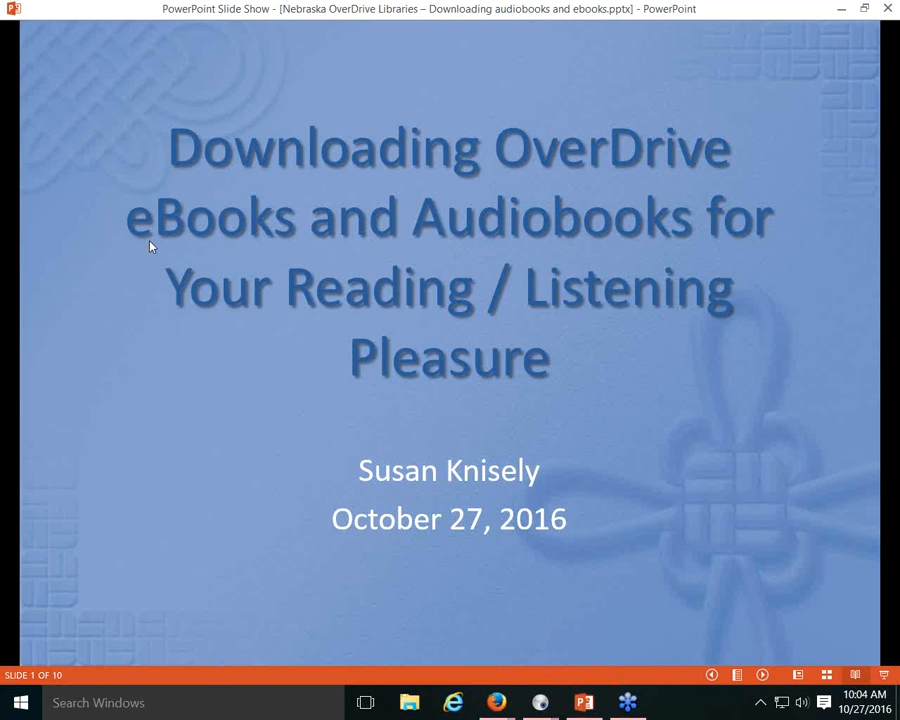 PowerPoint Slide Show - [Nebraska OverDrive Libraries – Downloading audiobooks and ebooks.pptx] - PowerPoint
Downloading OverDrive
eBooks and Audiobooks for
Your Reading / Listening
Pleasure
Susan Knisely
October 27, 2016
SLIDE 1 OF 10
Search Windows
10:04 AM
10/27/2016